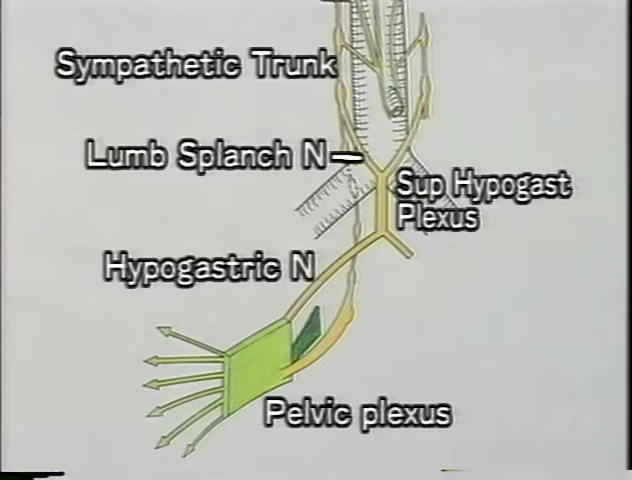 Sympathetic Trunk
Lumb Splanch N
Sup Hypogast
Plexus
Hypogastric N
Pelvic plexus